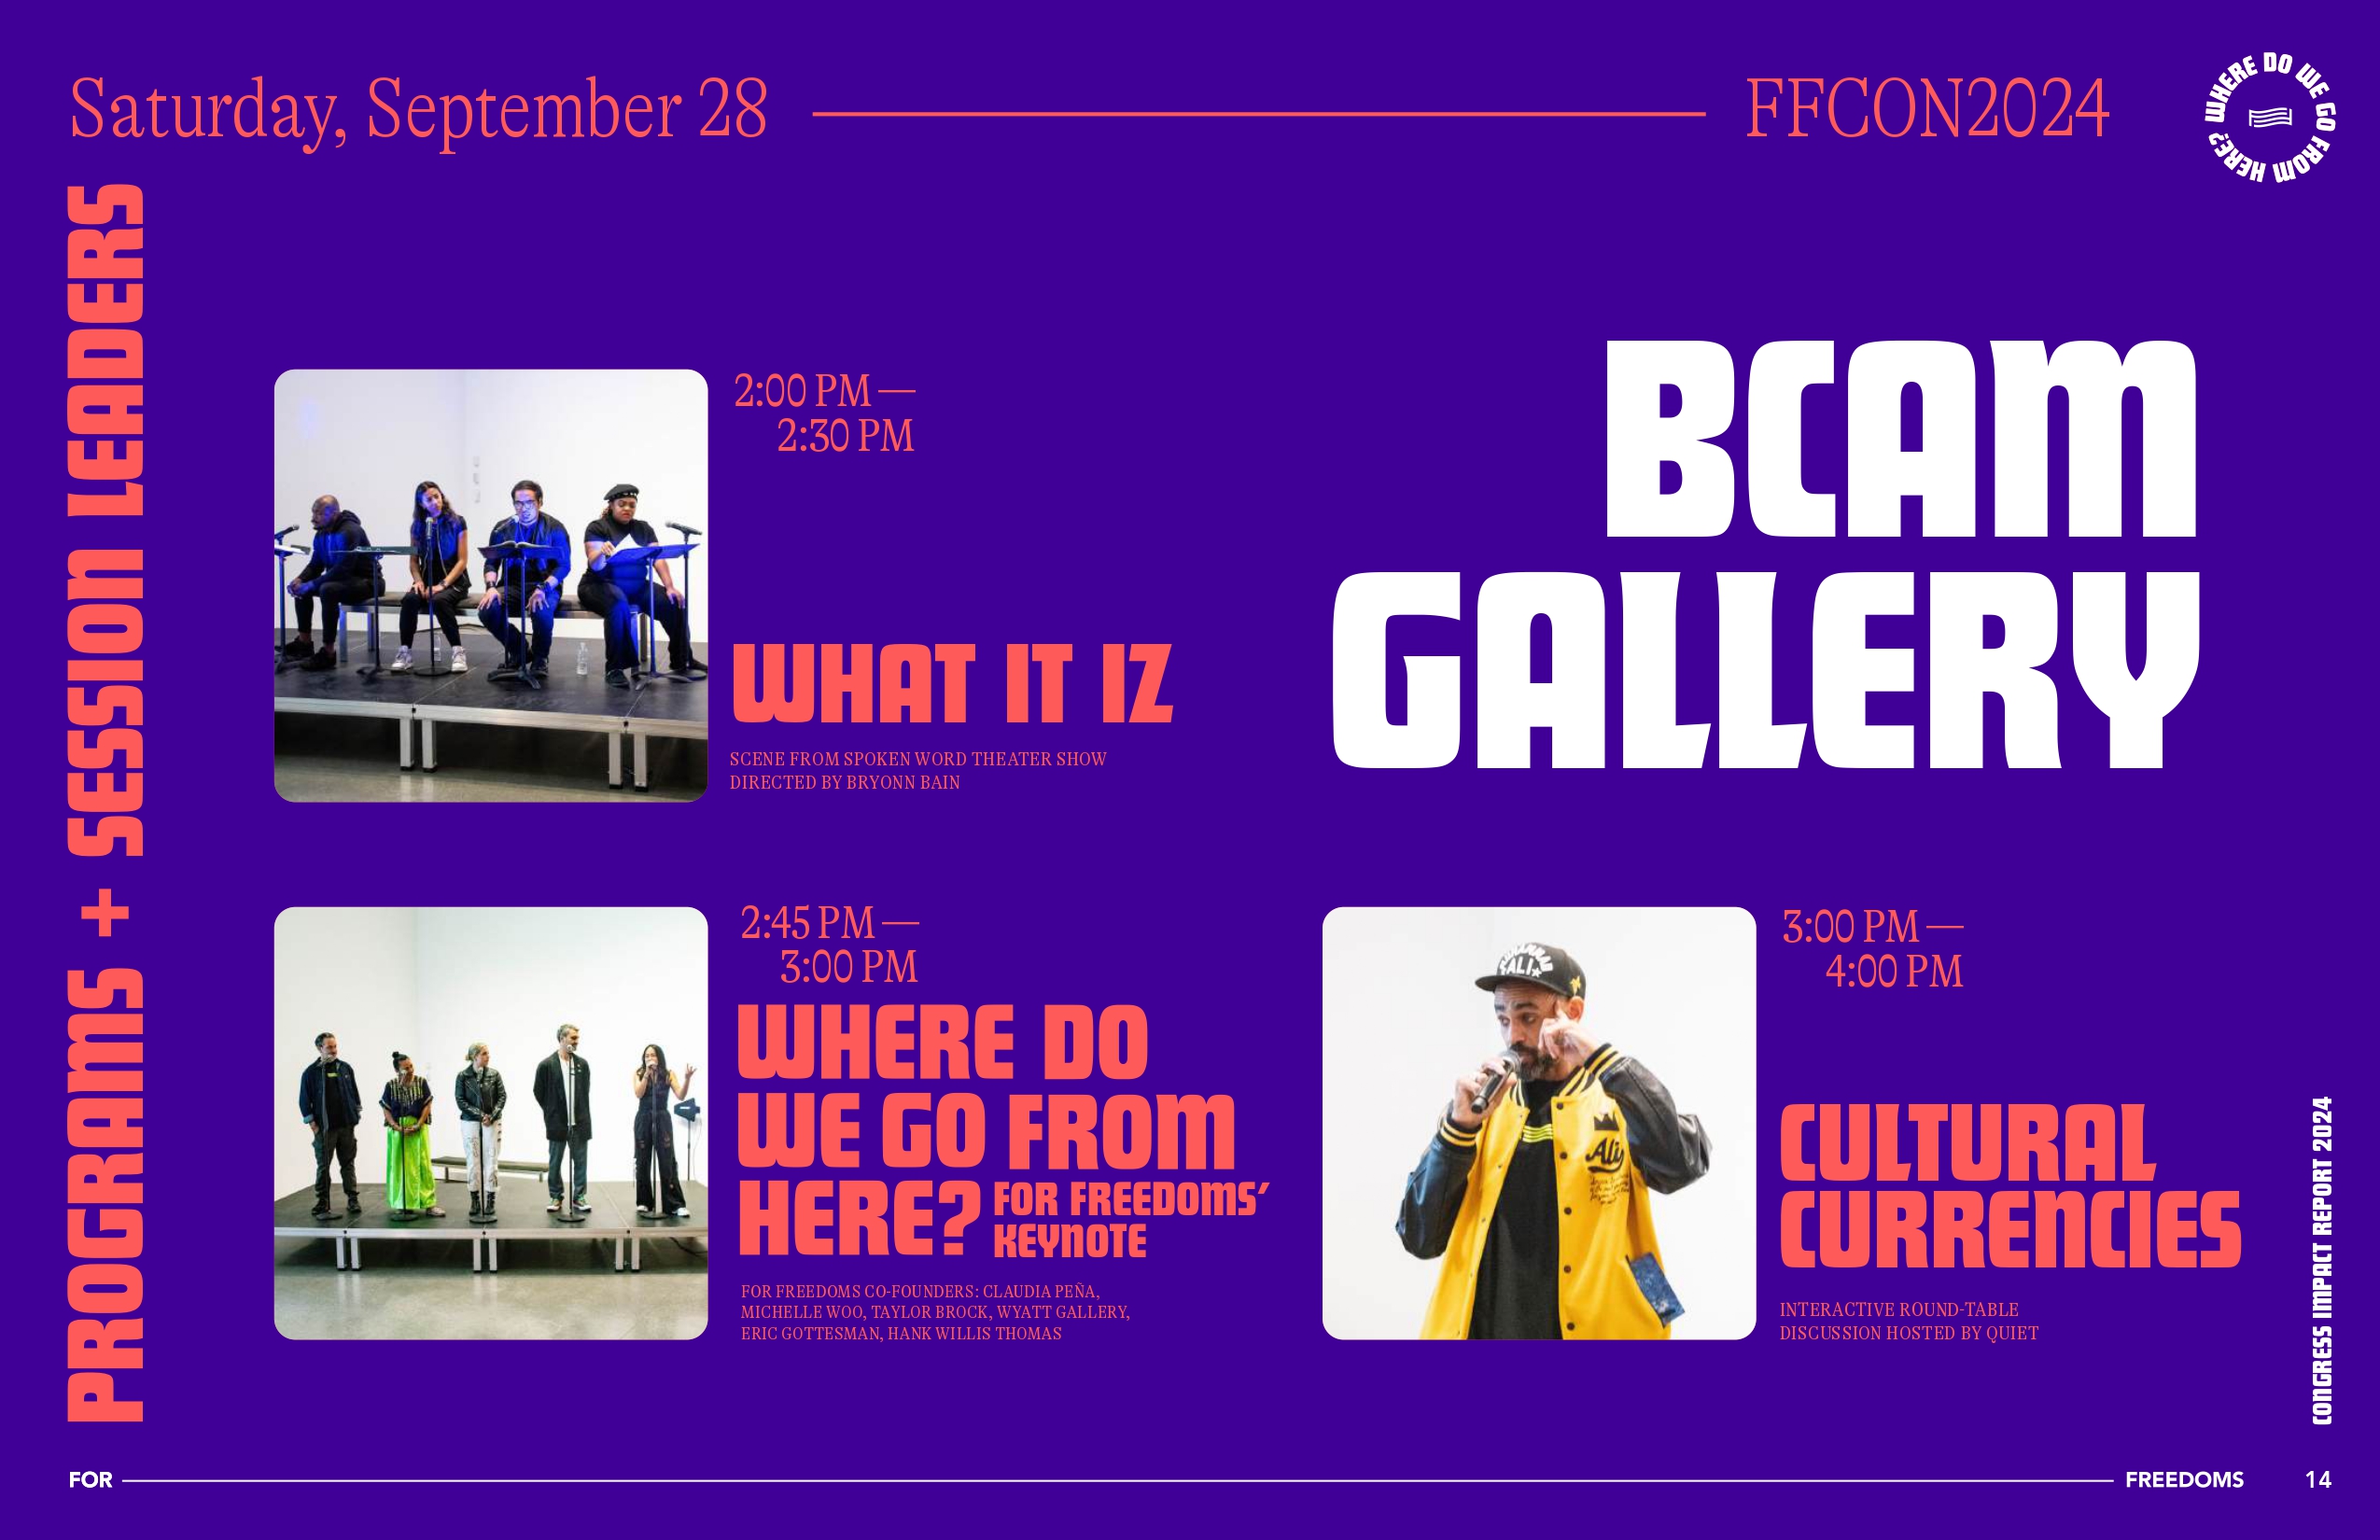 Saturday, September 28
FFCON2024
WHERE DO WE GO FROM HERE?
PROGRAMS + SESSION LEADERS
BCAM
GALLERY
2:00 PM —
2:30 PM
WHAT IT IZ
SCENE FROM SPOKEN WORD THEATER SHOW
DIRECTED BY BRYONN BAIN
2:45 PM —
3:00 PM
WHERE DO
WE GO FROM
HERE?
FOR FREEDOMS’
KEYNOTE
FOR FREEDOMS CO-FOUNDERS: CLAUDIA PEÑA,
MICHELLE WOO, TAYLOR BROCK, WYATT GALLERY,
ERIC GOTTESMAN, HANK WILLIS THOMAS
3:00 PM —
4:00 PM
Ali
CULTURAL
CURRENCIES
INTERACTIVE ROUND-TABLE
DISCUSSION HOSTED BY QUIET
CONGRESS IMPACT REPORT 2024
FOR
FREEDOMS
14